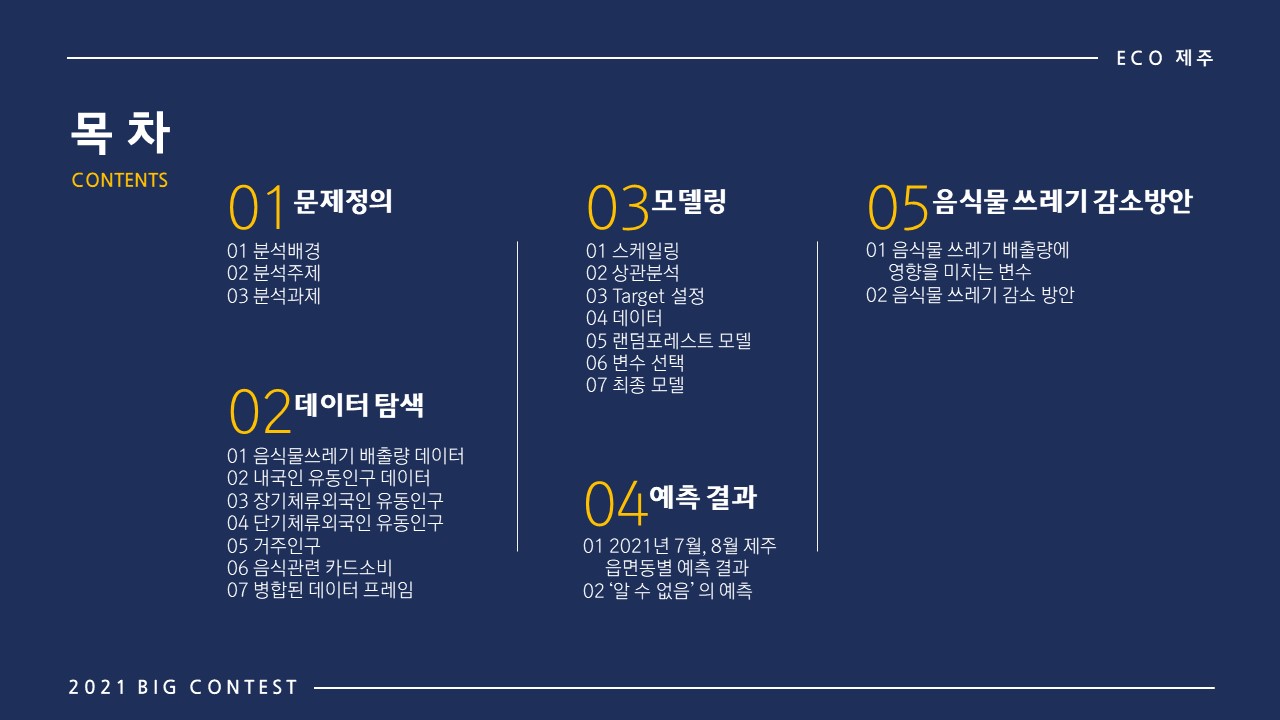 ECO 제주
목 차
CONTENTS
01 문제정의
01 분석배경
02 분석주제
03 분석과제
02 데이터 탐색
01 음식물쓰레기 배출량 데이터
02 내국인 유동인구 데이터
03 장기체류외국인 유동인구
04 단기체류외국인 유동인구
05 거주인구
06 음식관련 카드소비
07 병합된 데이터 프레임
03 모델링
01 스케일링
02 상관분석
03 Target 설정
04 데이터
05 랜덤포레스트 모델
06 변수 선택
07 최종 모델
04 예측 결과
01 2021년 7월, 8월 제주
읍면동별 예측 결과
02 ‘알 수 없음’ 의 예측
05 음식물 쓰레기 감소방안
01 음식물 쓰레기 배출량에
영향을 미치는 변수
02 음식물 쓰레기 감소 방안
2021 BIG CONTEST